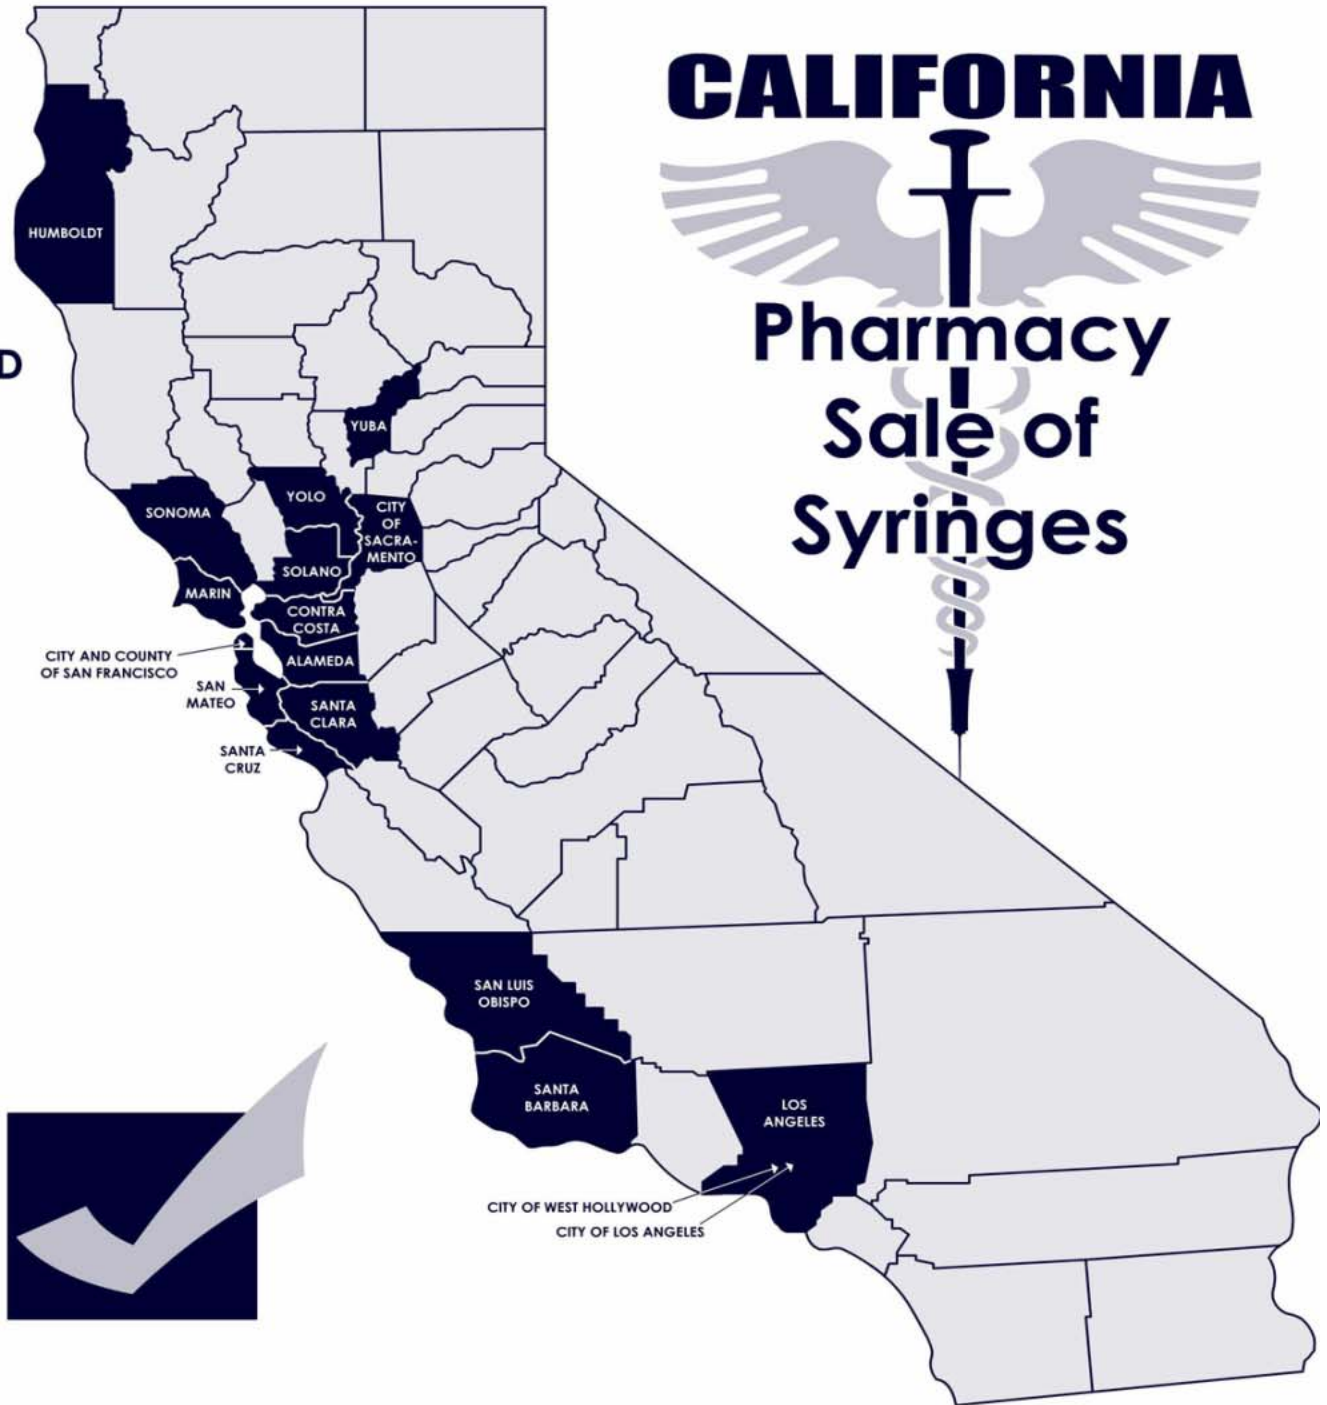 CALIFORNIA
Pharmacy
Sale of
Syringes
HUMBOLDT
D
YUBA
YOLO
SONOMA
CITY
OF
SACRA-
MENTO
SOLANO
MARIN
CONTRA
COSTA
CITY AND COUNTY
OF SAN FRANCISCO
ALAMEDA
SAN
MATEO
SANTA
CLARA
SANTA
CRUZ
SAN LUIS
OBISPO
SANTA
BARBARA
LOS
ANGELES
CITY OF WEST HOLLYWOOD
CITY OF LOS ANGELES